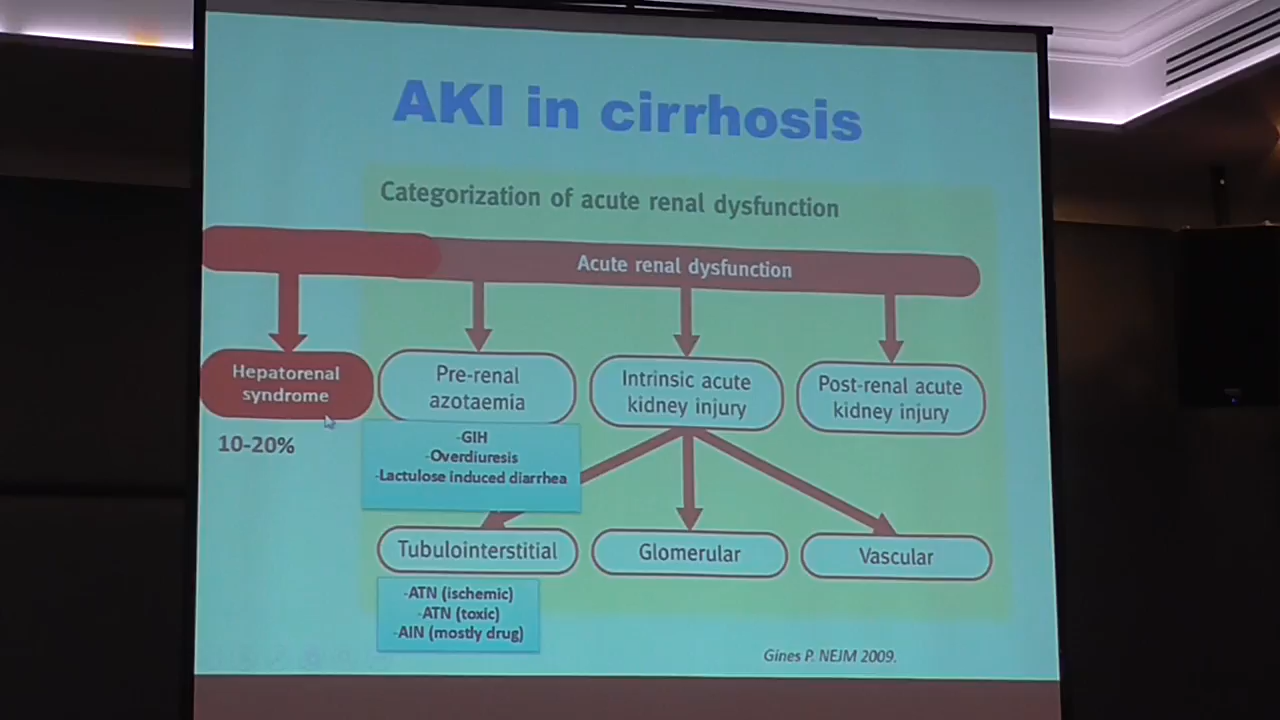 AKI in cirrhosis
Categorization of acute renal dysfunction
Acute renal dysfunction
Hepatorenal
syndrome
10-20%
Pre-renal
azotaemia
-GIH
-Overdiuresis
-Lactulose induced diarrhea
Intrinsic acute
kidney injury
Post-renal acute
kidney injury
Tubulointerstitial
Glomerular
Vascular
-ATN (ischemic)
-ATN (toxic)
-AIN (mostly drug)
Gines P. NEJM 2009.